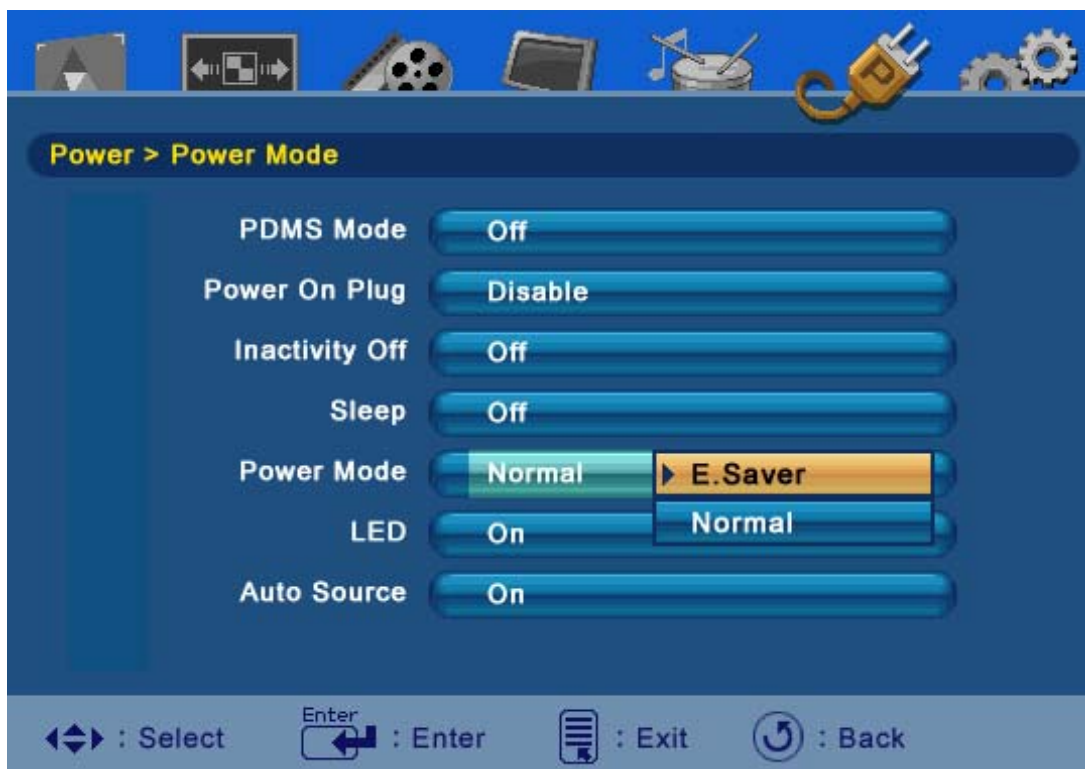 P
Power > Power Mode
PDMS Mode Off
Power On Plug Disable
Inactivity Off Off
Sleep Off
Power Mode Normal E.Saver
Normal
LED On
Auto Source On
Enter
: Select : Enter : Exit : Back